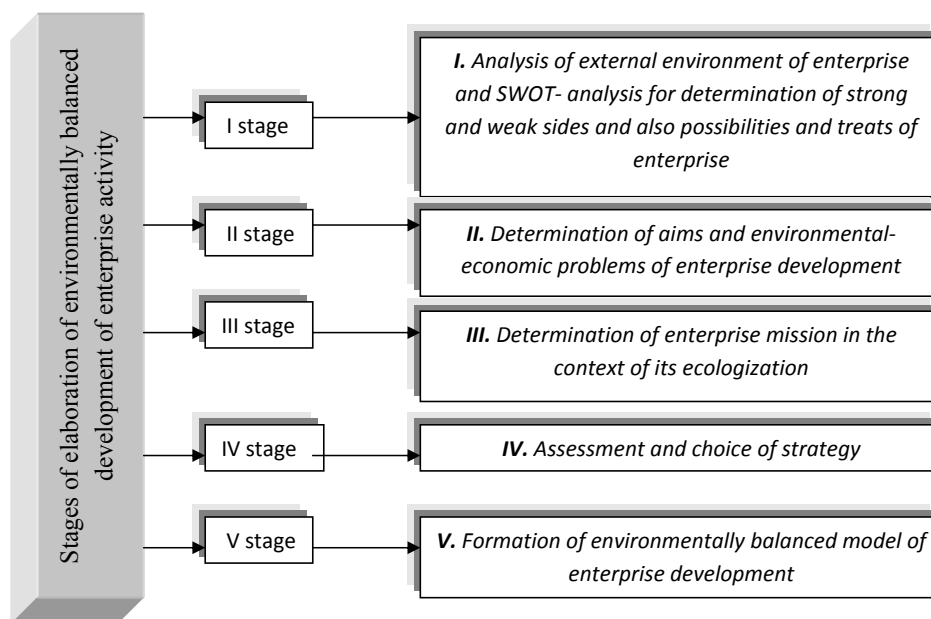 Stages of elaboration of environmentally balanced
development of enterprise activity
I stage
I. Analysis of external environment of enterprise
and SWOT- analysis for determination of strong
and weak sides and also possibilities and treats of
enterprise
II stage
II. Determination of aims and environmental-
economic problems of enterprise development
III stage
III. Determination of enterprise mission in the
context of its ecologization
IV stage
IV. Assessment and choice of strategy
V stage
V. Formation of environmentally balanced model of
enterprise development